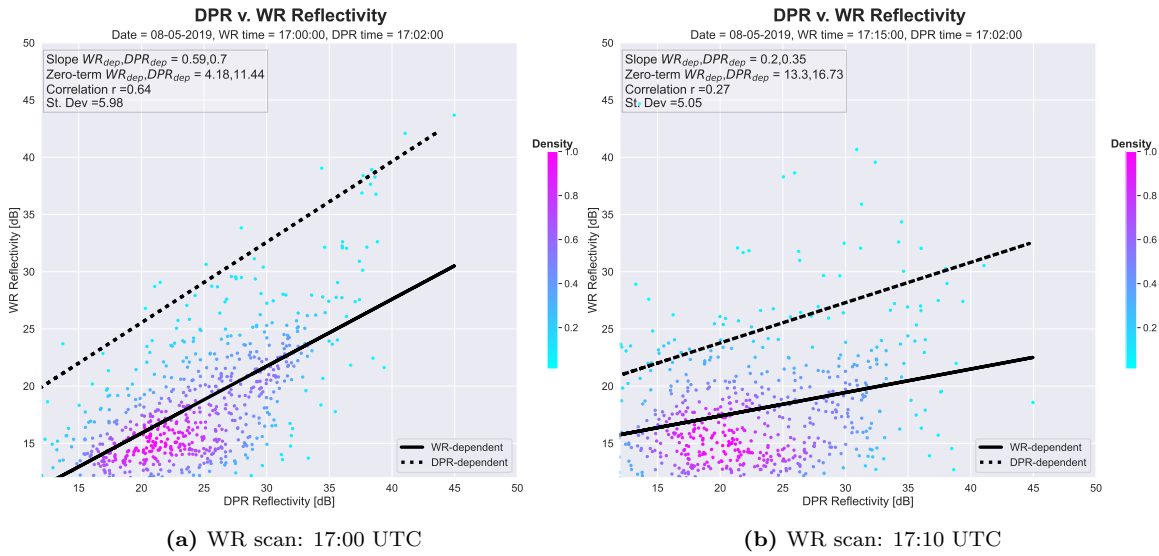 DPR v. WR Reflectivity
Date = 08-05-2019, WR time = 17:00:00, DPR time = 17:02:00
50
45
40
35
30
25
20
15
WR Reflectivity [dB]
Slope WR_dep,DPR_dep = 0.59,0.7
Zero-term WR_dep,DPR_dep = 4.18,11.44
Correlation r =0.64
St. Dev =5.98
WR-dependent
DPR-dependent
15 20 25 30 35 40 45 50
DPR Reflectivity [dB]
Density
1.0
0.8
0.6
0.4
0.2
(a) WR scan: 17:00 UTC
DPR v. WR Reflectivity
Date = 08-05-2019, WR time = 17:15:00, DPR time = 17:02:00
50
45
40
35
30
25
20
15
WR Reflectivity [dB]
Slope WR_dep,DPR_dep = 0.2,0.35
Zero-term WR_dep,DPR_dep = 13.3,16.73
Correlation r =0.27
St. Dev =5.05
WR-dependent
DPR-dependent
15 20 25 30 35 40 45 50
DPR Reflectivity [dB]
Density
1.0
0.8
0.6
0.4
0.2
(b) WR scan: 17:10 UTC